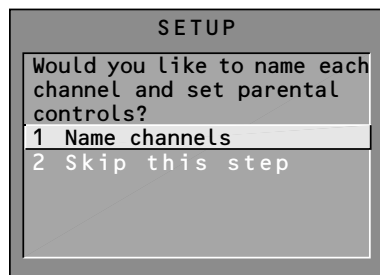 SETUP
Would you like to name each
channel and set parental
controls?
1 Name channels
2 Skip this step